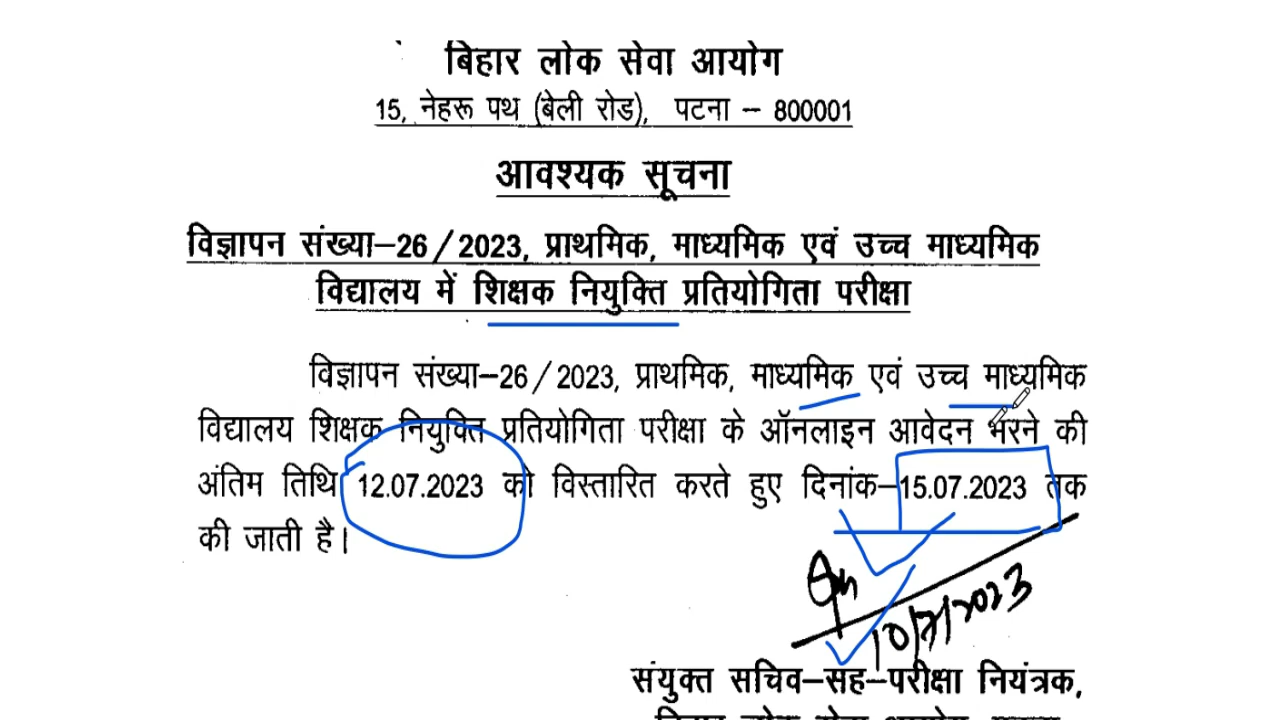 बिहार लोक सेवा आयोग
15, नेहरू पथ (बेली रोड), पटना – 800001
आवश्यक सूचना
विज्ञापन संख्या–26/2023, प्राथमिक, माध्यमिक एवं उच्च माध्यमिक
विद्यालय में शिक्षक नियुक्ति प्रतियोगिता परीक्षा
विज्ञापन संख्या–26/2023, प्राथमिक, माध्यमिक एवं उच्च माध्यमिक
विद्यालय शिक्षक नियुक्ति प्रतियोगिता परीक्षा के ऑनलाइन आवेदन भरने की
अंतिम तिथि 12.07.2023 को विस्तारित करते हुए दिनांक–15.07.2023 तक
की जाती है।
10/7/2023
संयुक्त सचिव–सह–परीक्षा नियंत्रक,